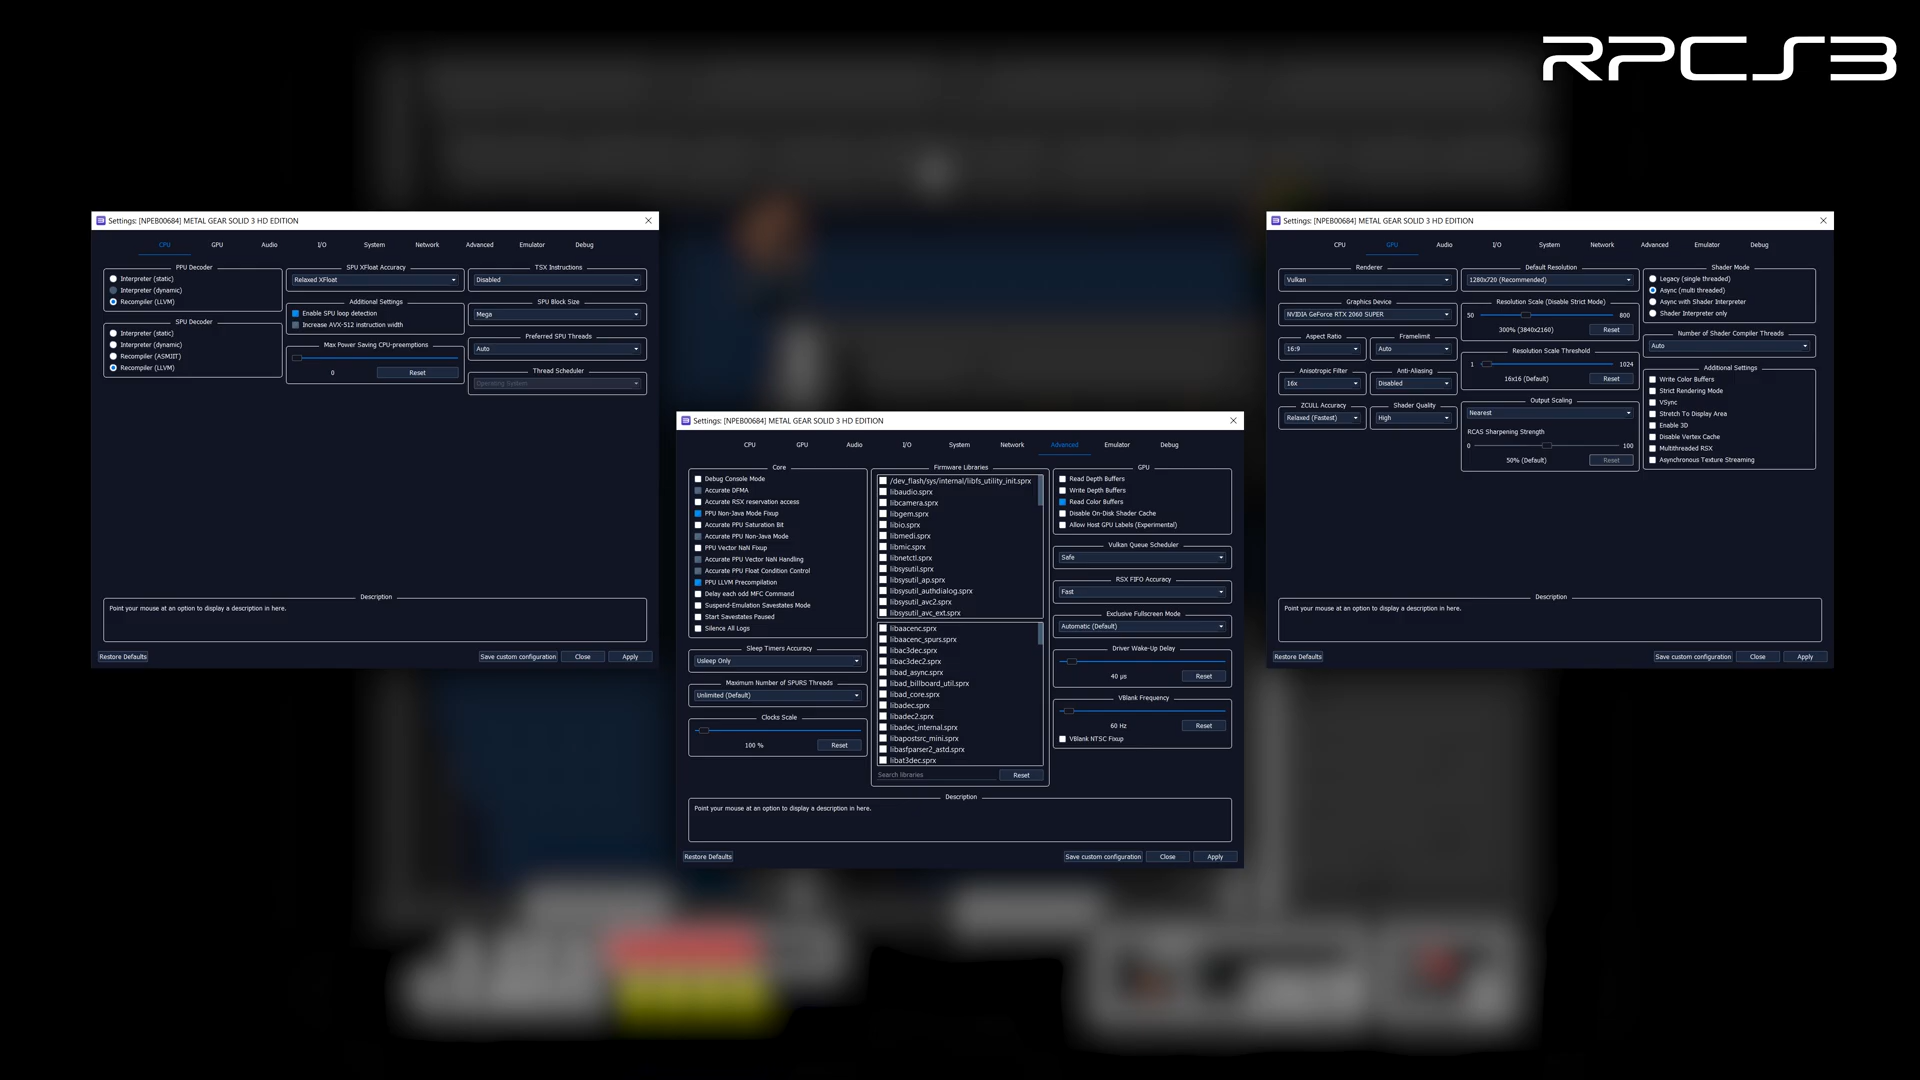 RPCS3
Settings: [NPEB00684] METAL GEAR SOLID 3 HD EDITION
CPU GPU Audio I/O System Network Advanced Emulator Debug
PPU Decoder
Interpreter (static)
Interpreter (dynamic)
Recompiler (LLVM)
SPU Decoder
Interpreter (static)
Interpreter (dynamic)
Recompiler (ASMJIT)
Recompiler (LLVM)
SPU XFloat Accuracy
Relaxed XFloat
Additional Settings
Enable SPU loop detection
Increase AVX-512 instruction width
Max Power Saving CPU-preemptions
0 Reset
TSX Instructions
Disabled
SPU Block Size
Mega
Preferred SPU Threads
Auto
Thread Scheduler
Operating System
Description
Point your mouse at an option to display a description in here.
Restore Defaults Save custom configuration Close Apply
Settings: [NPEB00684] METAL GEAR SOLID 3 HD EDITION
CPU GPU Audio I/O System Network Advanced Emulator Debug
Core
Debug Console Mode
Accurate DFMA
Accurate RSX reservation access
PPU Non-Java Mode Fixup
Accurate PPU Saturation Bit
Accurate PPU Non-Java Mode
PPU Vector NaN Fixup
Accurate PPU Vector NaN Handling
Accurate PPU Float Condition Control
PPU LLVM Precompilation
Delay each odd MFC Command
Suspend-Emulation Savestates Mode
Start Savestates Paused
Silence All Logs
Sleep Timers Accuracy
Usleep Only
Maximum Number of SPURS Threads
Unlimited (Default)
Clocks Scale
100 % Reset
Firmware Libraries
/dev_flash/sys/internal/libfs_utility_init.sprx
libaudio.sprx
libcamera.sprx
libgem.sprx
libio.sprx
libmedi.sprx
libmic.sprx
libnetctl.sprx
libsysutil.sprx
libsysutil_ap.sprx
libsysutil_authdialog.sprx
libsysutil_avc2.sprx
libsysutil_avc_ext.sprx
libaacenc.sprx
libaacenc_spurs.sprx
libac3dec.sprx
libac3dec2.sprx
libad_async.sprx
libad_billboard_util.sprx
libad_core.sprx
libadec.sprx
libadec2.sprx
libadec_internal.sprx
libapostsrc_mini.sprx
libasfparser2_astd.sprx
libat3dec.sprx
Search libraries Reset
GPU
Read Depth Buffers
Write Depth Buffers
Read Color Buffers
Disable On-Disk Shader Cache
Allow Host GPU Labels (Experimental)
Vulkan Queue Scheduler
Safe
RSX FIFO Accuracy
Fast
Exclusive Fullscreen Mode
Automatic (Default)
Driver Wake-Up Delay
40 µs Reset
VBlank Frequency
60 Hz Reset
VBlank NTSC Fixup
Description
Point your mouse at an option to display a description in here.
Restore Defaults Save custom configuration Close Apply
Settings: [NPEB00684] METAL GEAR SOLID 3 HD EDITION
CPU GPU Audio I/O System Network Advanced Emulator Debug
Renderer
Vulkan
Graphics Device
NVIDIA GeForce RTX 2060 SUPER
Aspect Ratio Framelimit
16:9 Auto
Anisotropic Filter Anti-Aliasing
16x Disabled
ZCULL Accuracy Shader Quality
Relaxed (Fastest) High
Default Resolution
1280x720 (Recommended)
Resolution Scale (Disable Strict Mode)
50 800
300% (3840x2160) Reset
Resolution Scale Threshold
1 1024
16x16 (Default) Reset
Output Scaling
Nearest
RCAS Sharpening Strength
0 100
50% (Default) Reset
Shader Mode
Legacy (single threaded)
Async (multi threaded)
Async with Shader Interpreter
Shader Interpreter only
Number of Shader Compiler Threads
Auto
Additional Settings
Write Color Buffers
Strict Rendering Mode
VSync
Stretch To Display Area
Enable 3D
Disable Vertex Cache
Multithreaded RSX
Asynchronous Texture Streaming
Description
Point your mouse at an option to display a description in here.
Restore Defaults Save custom configuration Close Apply